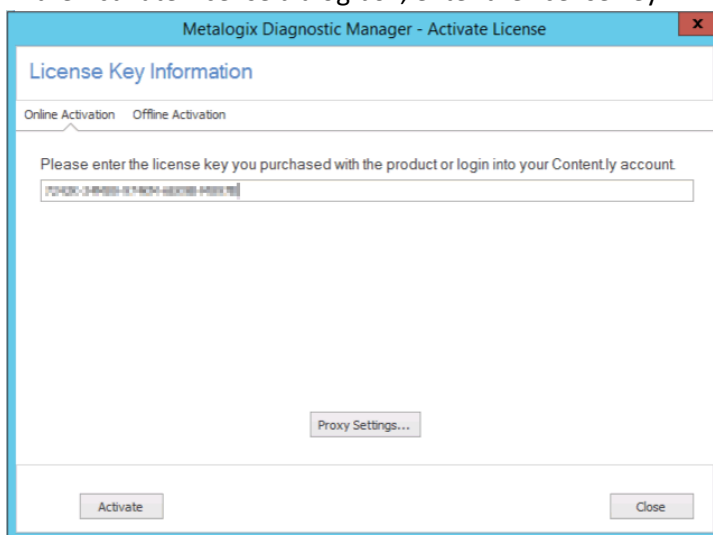 Metalogix Diagnostic Manager - Activate License
x
License Key Information
Online Activation Offline Activation
Please enter the license key you purchased with the product or login into your Content.ly account.
Proxy Settings...
Activate
Close